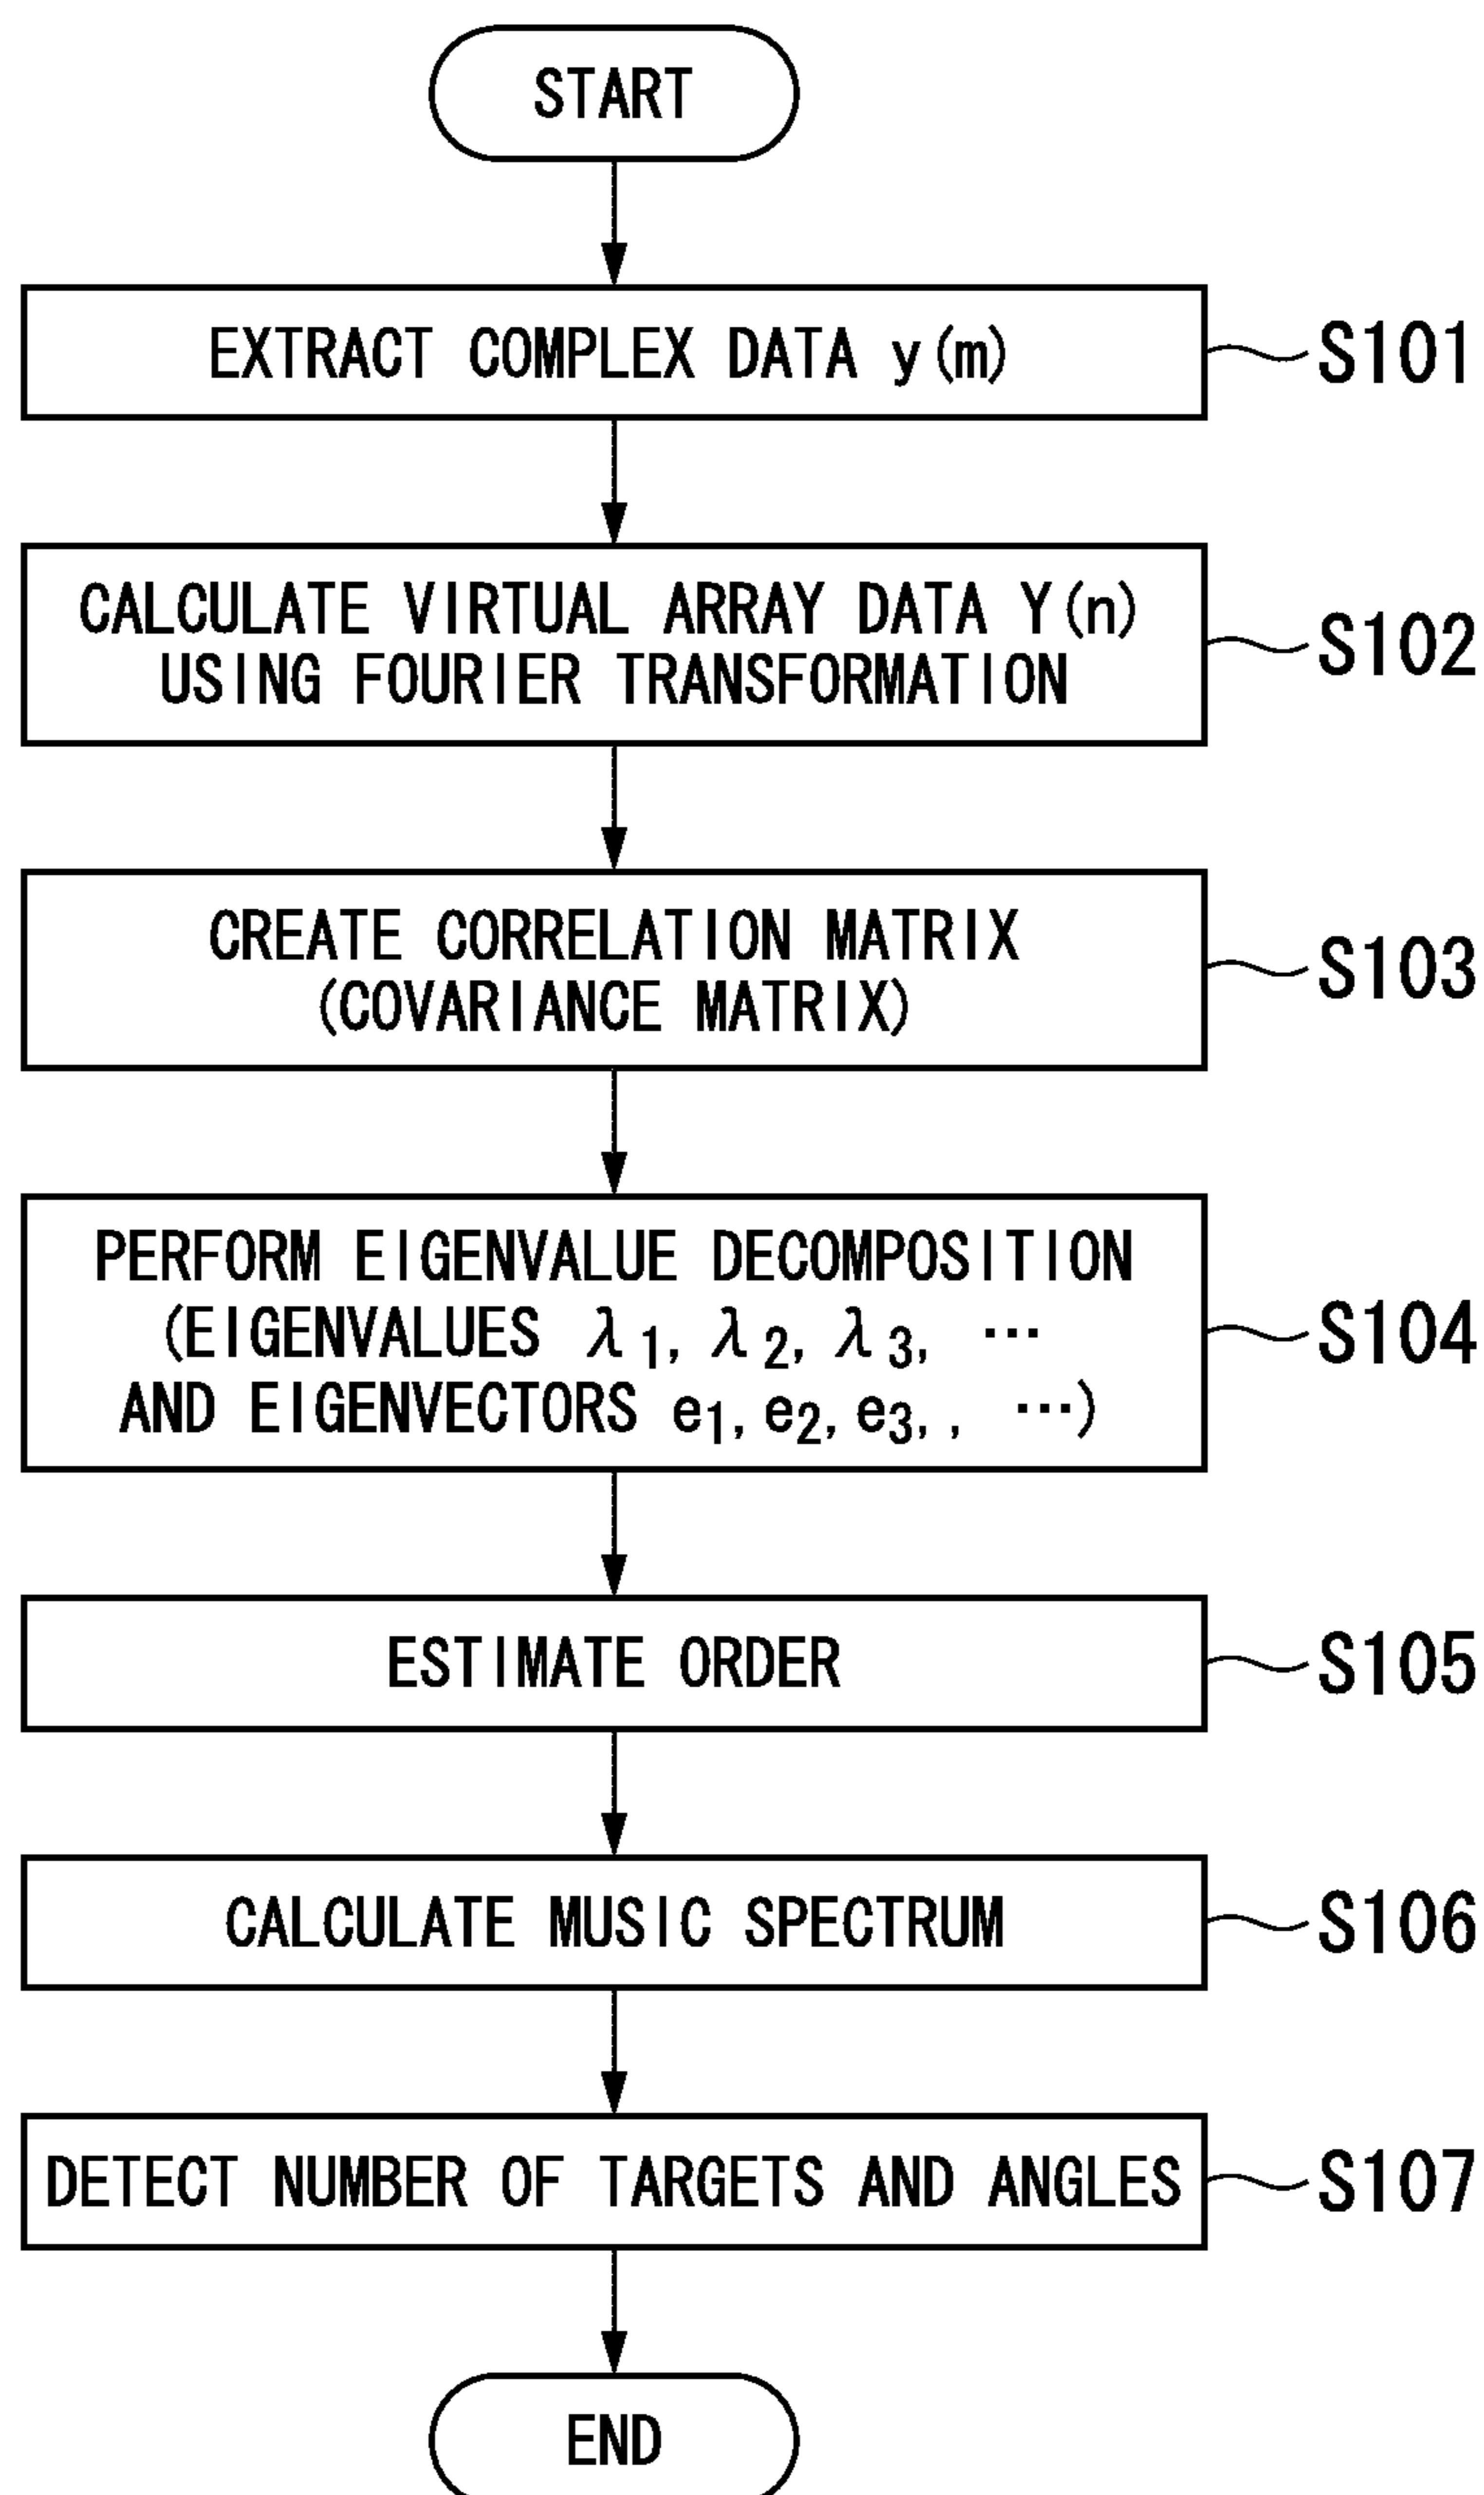 START
EXTRACT COMPLEX DATA y(m)
S101
CALCULATE VIRTUAL ARRAY DATA Y(n)
USING FOURIER TRANSFORMATION
S102
CREATE CORRELATION MATRIX
(COVARIANCE MATRIX)
S103
PERFORM EIGENVALUE DECOMPOSITION
(EIGENVALUES λ1, λ2, λ3, ⋯
AND EIGENVECTORS e1, e2, e3, , ⋯)
S104
ESTIMATE ORDER
S105
CALCULATE MUSIC SPECTRUM
S106
DETECT NUMBER OF TARGETS AND ANGLES
S107
END